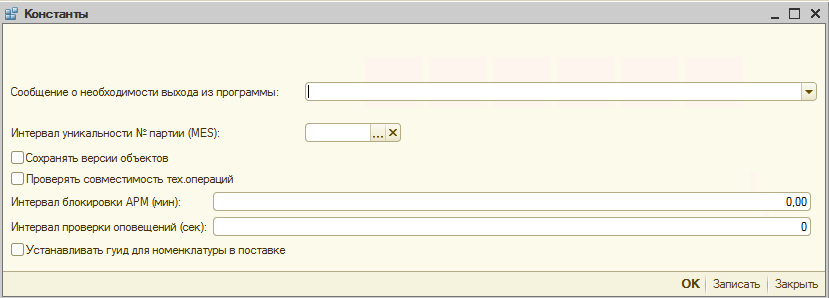 Константы
Сообщение о необходимости выхода из программы:
Интервал уникальности № партии (MES):
Сохранять версии объектов
Проверять совместимость тех.операций
Интервал блокировки АРМ (мин): 0,00
Интервал проверки оповещений (сек): 0
Устанавливать гуид для номенклатуры в поставке
OK Записать Закрыть